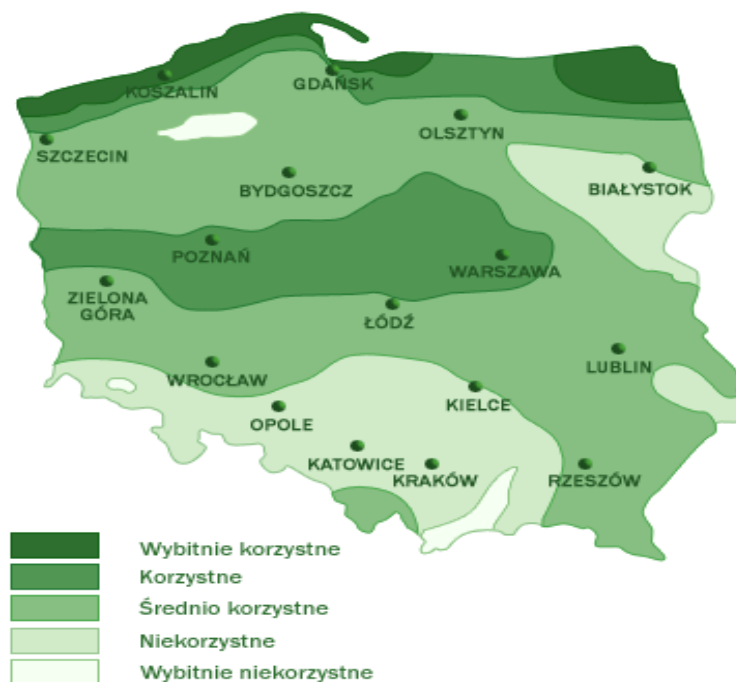 KOSZALIN
GDAŃSK
OLSZTYN
SZCZECIN
BYDGOSZCZ
BIAŁYSTOK
POZNAŃ
WARSZAWA
ZIELONA
GÓRA
ŁÓDŹ
LUBLIN
WROCŁAW
KIELCE
OPOLE
KATOWICE
KRAKÓW
RZESZÓW
Wybitnie korzystne
Korzystne
Średnio korzystne
Niekorzystne
Wybitnie niekorzystne